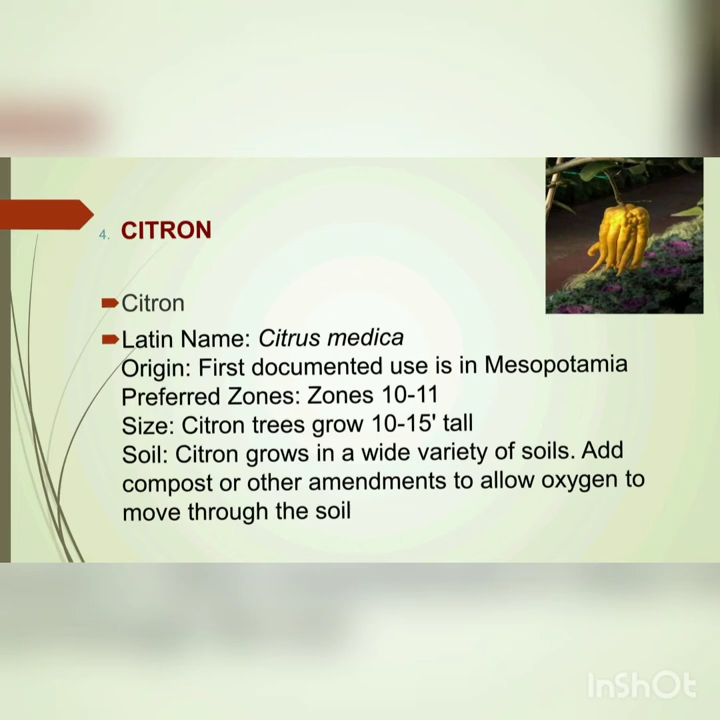 4. CITRON
Citron
Latin Name: Citrus medica
Origin: First documented use is in Mesopotamia
Preferred Zones: Zones 10-11
Size: Citron trees grow 10-15' tall
Soil: Citron grows in a wide variety of soils. Add
compost or other amendments to allow oxygen to
move through the soil
InShOt